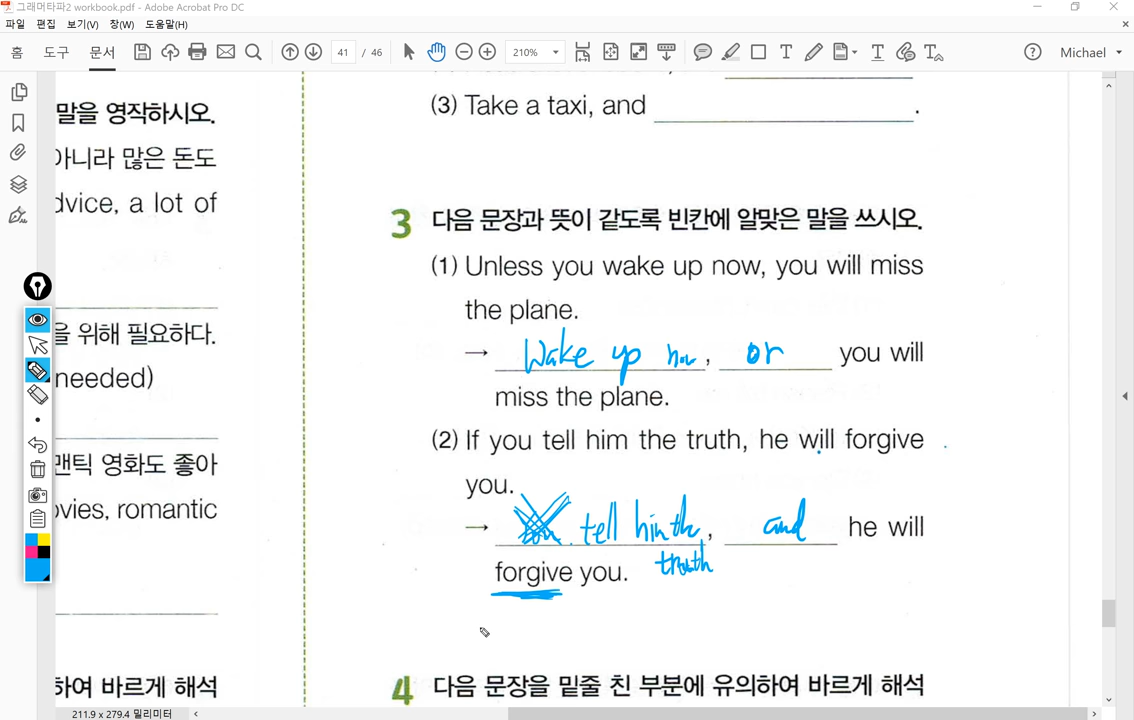 그래머타파2 workbook.pdf - Adobe Acrobat Pro DC
파일 편집 보기(V) 창(W) 도움말(H)
홈 도구 문서 41 / 46 210% Michael
말을 영작하시오.
아니라 많은 돈도
dvice, a lot of
을 위해 필요하다.
needed)
맨틱 영화도 좋아
ovies, romantic
하여 바르게 해석
(3) Take a taxi, and .
3 다음 문장과 뜻이 같도록 빈칸에 알맞은 말을 쓰시오.
(1) Unless you wake up now, you will miss
the plane.
→ Wake up now, or you will
miss the plane.
(2) If you tell him the truth, he will forgive
you.
→ tell him the, and he will
truth
forgive you.
4 다음 문장을 밑줄 친 부분에 유의하여 바르게 해석
211.9 x 279.4 밀리미터